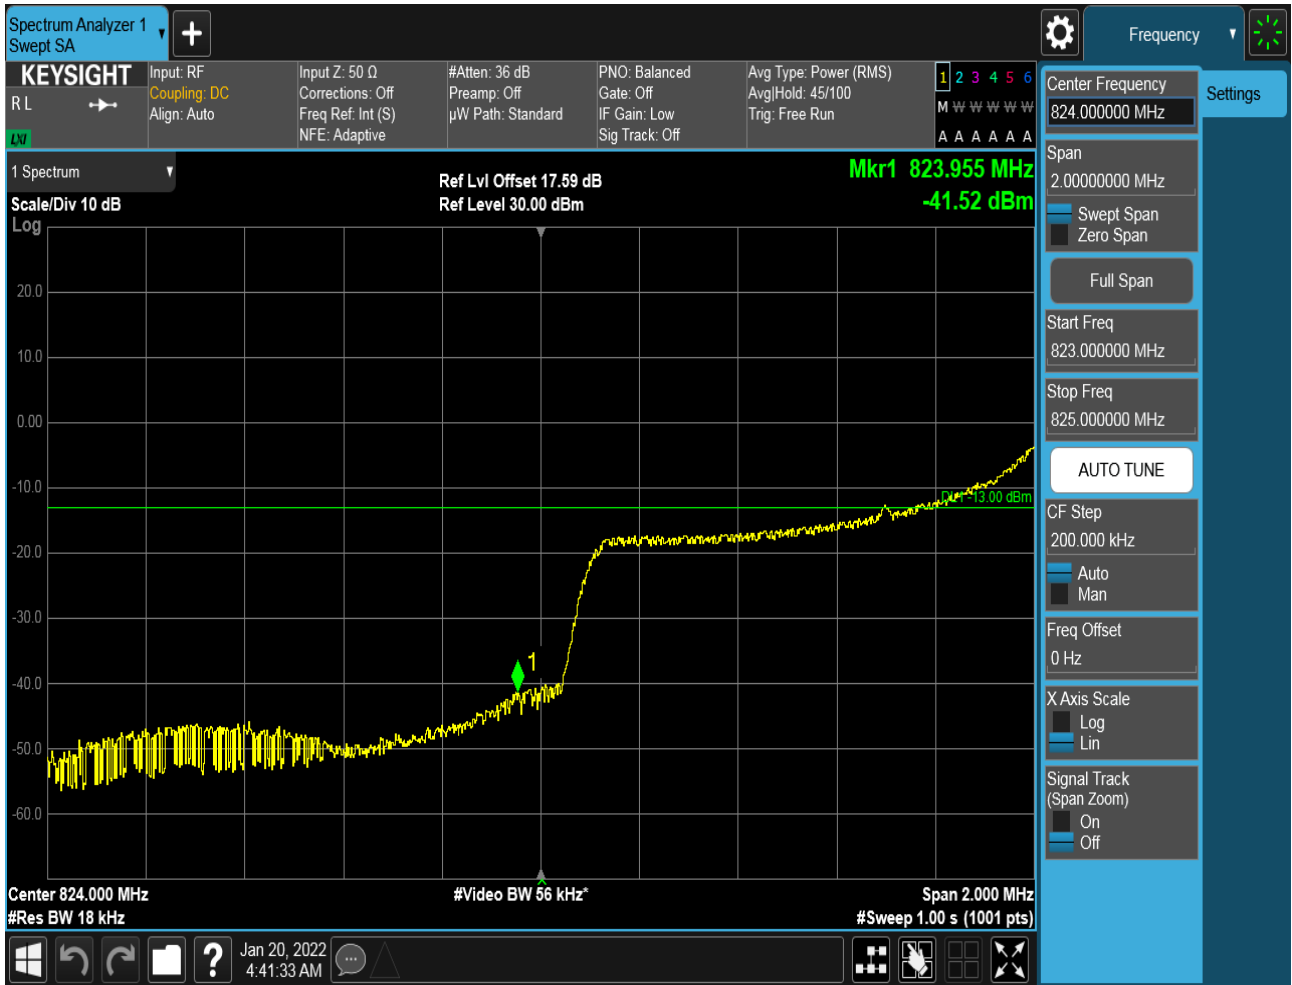 Spectrum Analyzer 1
Swept SA
Frequency
KEYSIGHT
R L
LXI
Input: RF
Coupling: DC
Align: Auto
Input Z: 50 Ω
Corrections: Off
Freq Ref: Int (S)
NFE: Adaptive
#Atten: 36 dB
Preamp: Off
µW Path: Standard
PNO: Balanced
Gate: Off
IF Gain: Low
Sig Track: Off
Avg Type: Power (RMS)
Avg|Hold: 45/100
Trig: Free Run
1 2 3 4 5 6
M W W W W W
A A A A A A
1 Spectrum
Scale/Div 10 dB
Log
Ref Lvl Offset 17.59 dB
Ref Level 30.00 dBm
Mkr1 823.955 MHz
-41.52 dBm
20.0
10.0
0.00
-10.0
-20.0
-30.0
-40.0
-50.0
-60.0
DL1 -13.00 dBm
1
Center 824.000 MHz
#Res BW 18 kHz
#Video BW 56 kHz*
Span 2.000 MHz
#Sweep 1.00 s (1001 pts)
Center Frequency
824.000000 MHz
Settings
Span
2.00000000 MHz
Swept Span
Zero Span
Full Span
Start Freq
823.000000 MHz
Stop Freq
825.000000 MHz
AUTO TUNE
CF Step
200.000 kHz
Auto
Man
Freq Offset
0 Hz
X Axis Scale
Log
Lin
Signal Track
(Span Zoom)
On
Off
?
Jan 20, 2022
4:41:33 AM